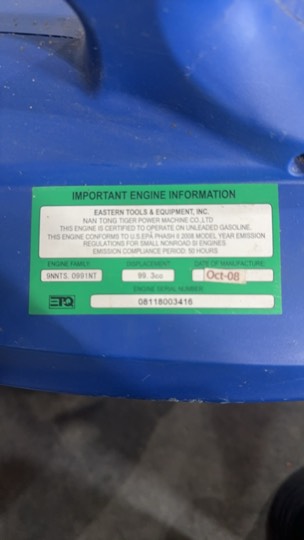 IMPORTANT ENGINE INFORMATION
EASTERN TOOLS & EQUIPMENT, INC.
NAN TONG TIGER POWER MACHINE CO.,LTD
THIS ENGINE IS CERTIFIED TO OPERATE ON UNLEADED GASOLINE.
THIS ENGINE CONFORMS TO U.S.EPA PHASH II 2008 MODEL YEAR EMISSION
REGULATIONS FOR SMALL NONROAD SI ENGINES
EMISSION COMPLIANCE PERIOD: 50 HOURS
ENGINE FAMILY DISPLACEMENT DATE OF MANUFACTURE
9NNTS.0991NT 99.3cc Oct-08
ENGINE SERIAL NUMBER
08118003416